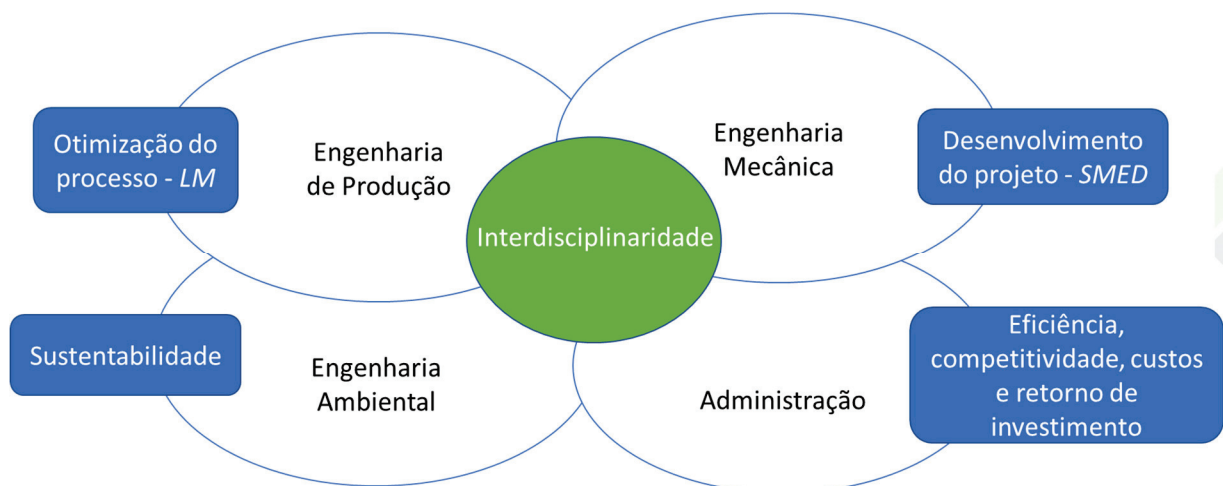 Otimização do
processo - LM
Engenharia
de Produção
Engenharia
Mecânica
Desenvolvimento
do projeto - SMED
Interdisciplinaridade
Sustentabilidade
Engenharia
Ambiental
Administração
Eficiência,
competitividade, custos
e retorno de
investimento